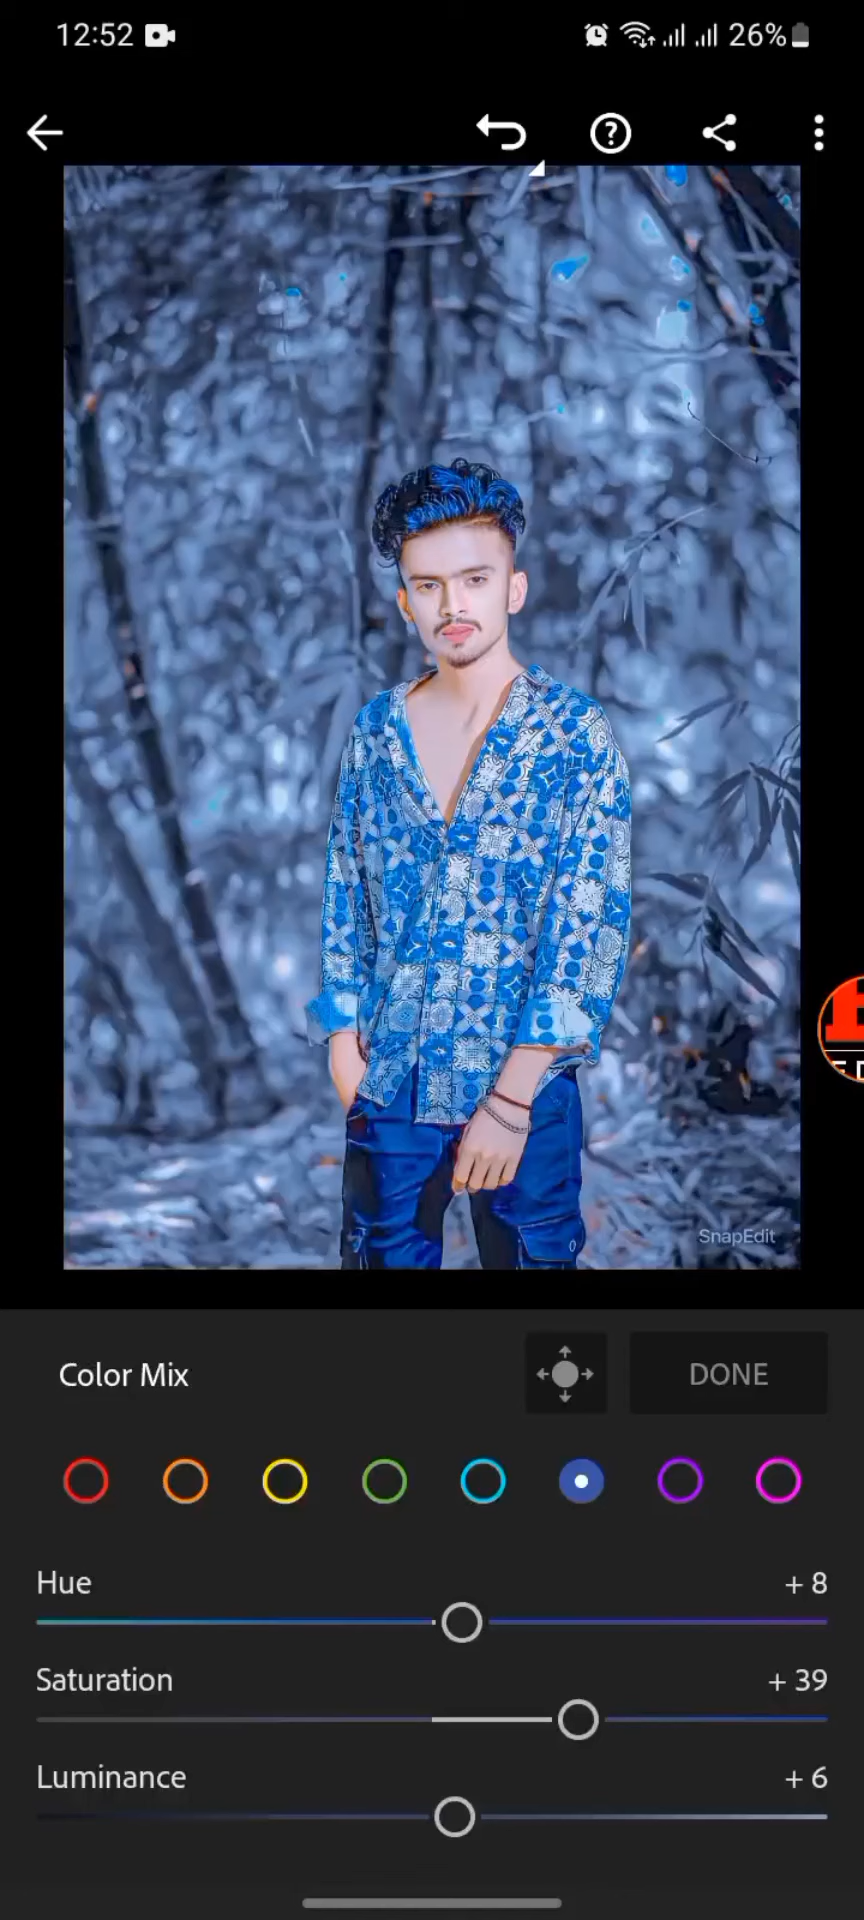 12:52 26%
SnapEdit
Color Mix DONE
Hue + 8
Saturation + 39
Luminance + 6